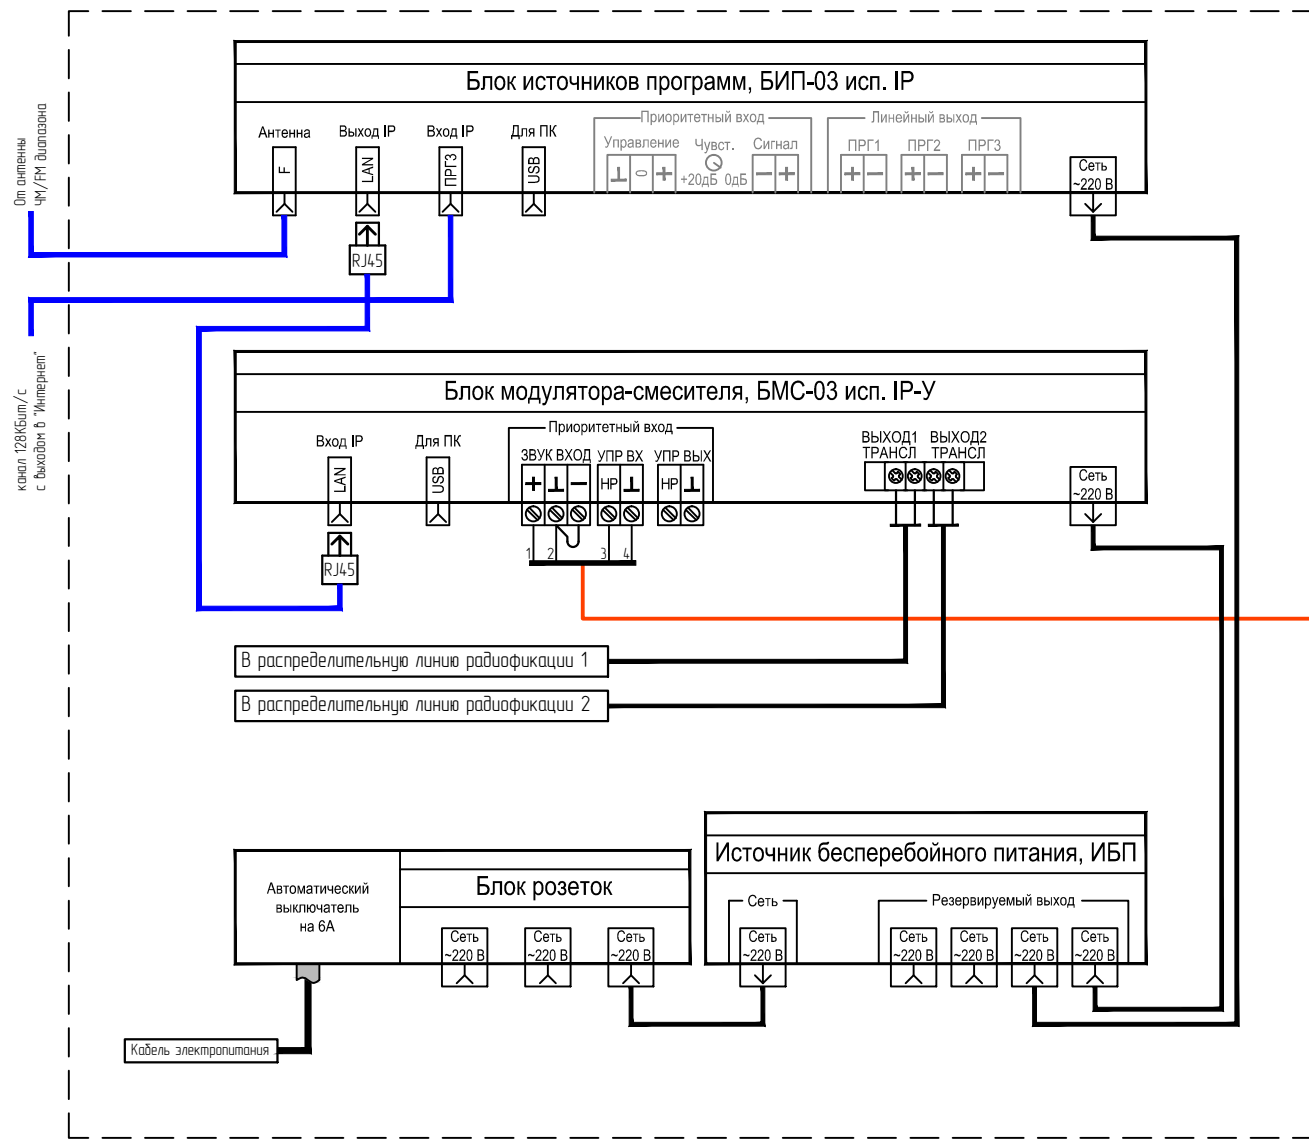 От антенны
ЧМ/FM диапазона
канал 128КБит/с
с выходом в "Интернет"
Блок источников программ, БИП-03 исп. IP
Антенна
Выход IP
Вход IP
Для ПК
F
LAN
ПРГ3
USB
Приоритетный вход
Управление
Чувст.
Сигнал
0
+
+20дБ 0дБ
— +
Линейный выход
ПРГ1
ПРГ2
ПРГ3
+ —
+ —
+ —
Сеть
~220 В
RJ45
Блок модулятора-смесителя, БМС-03 исп. IP-У
Вход IP
Для ПК
LAN
USB
Приоритетный вход
ЗВУК ВХОД
УПР ВХ
УПР ВЫХ
+ ⊥ —
НР ⊥
НР ⊥
1
2
3
4
ВЫХОД1
ТРАНСЛ
ВЫХОД2
ТРАНСЛ
Сеть
~220 В
RJ45
В распределительную линию радиофикации 1
В распределительную линию радиофикации 2
Автоматический
выключатель
на 6А
Блок розеток
Сеть
~220 В
Сеть
~220 В
Сеть
~220 В
Источник бесперебойного питания, ИБП
Сеть
Сеть
~220 В
Резервируемый выход
Сеть
~220 В
Сеть
~220 В
Сеть
~220 В
Сеть
~220 В
Кабель электропитания